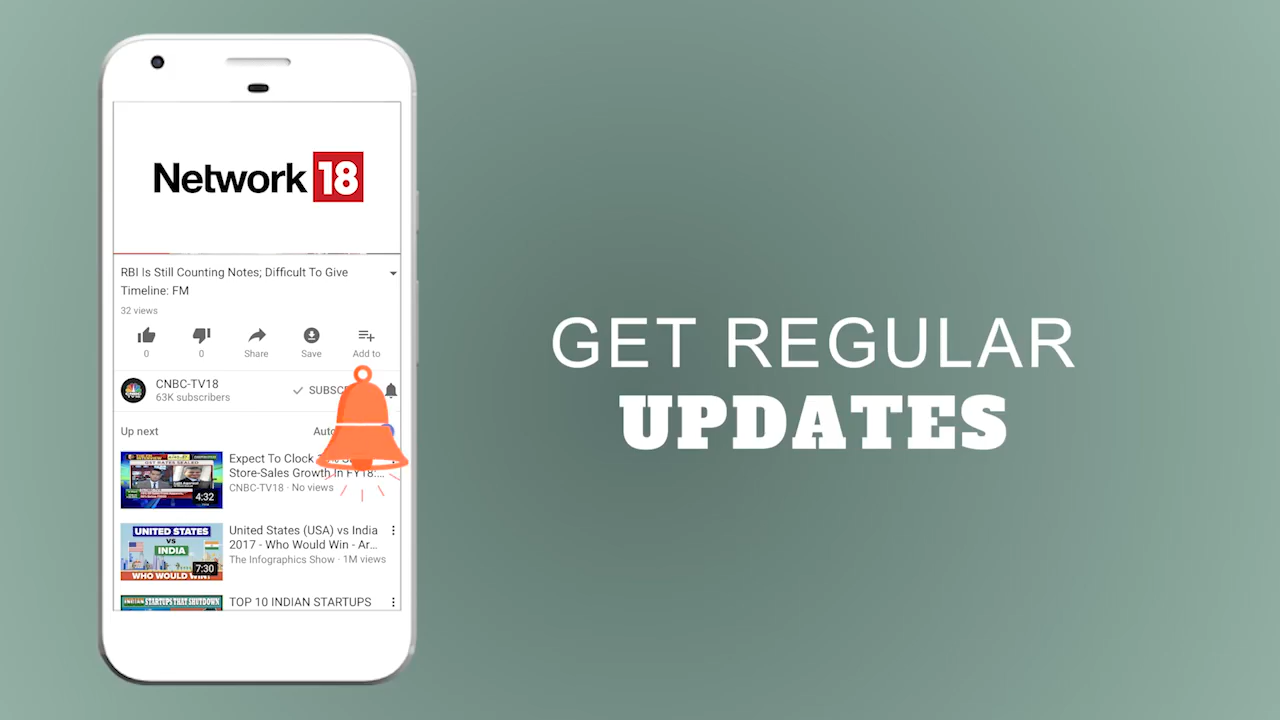 Network 18
RBI Is Still Counting Notes; Difficult To Give
Timeline: FM
32 views
0
0
Share
Save
Add to
CNBC-TV18
63K subscribers
Up next
Expect To Clock
Store-Sales Growth In FY18:...
CNBC-TV18 · No views
4:32
United States (USA) vs India
2017 - Who Would Win - Ar...
The Infographics Show · 1M views
UNITED STATES
VS
INDIA
WHO WOULD WIN?
7:30
TOP 10 INDIAN STARTUPS
INDIAN STARTUPS THAT SHUTDOWN
GET REGULAR
UPDATES